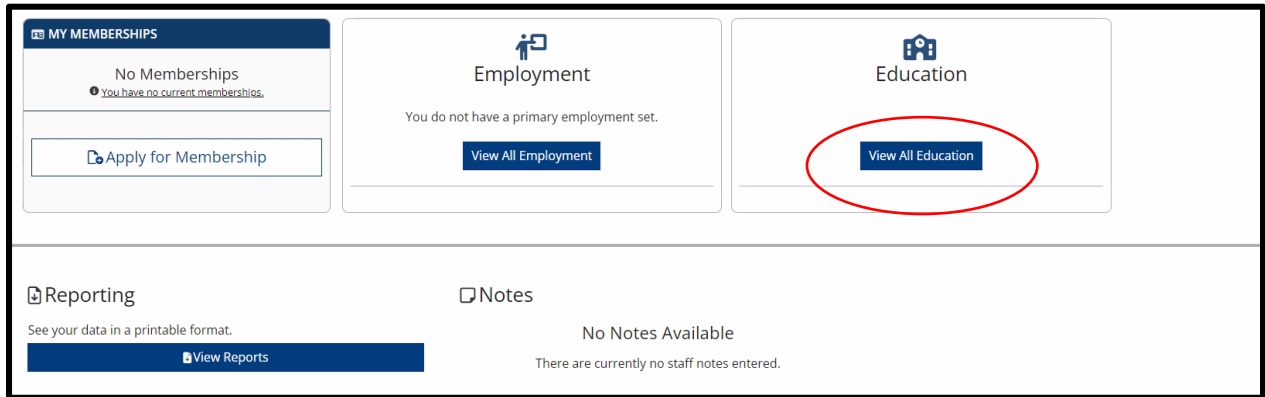 MY MEMBERSHIPS
No Memberships
You have no current memberships.
Apply for Membership
Employment
You do not have a primary employment set.
View All Employment
Education
View All Education
Reporting
See your data in a printable format.
View Reports
Notes
No Notes Available
There are currently no staff notes entered.